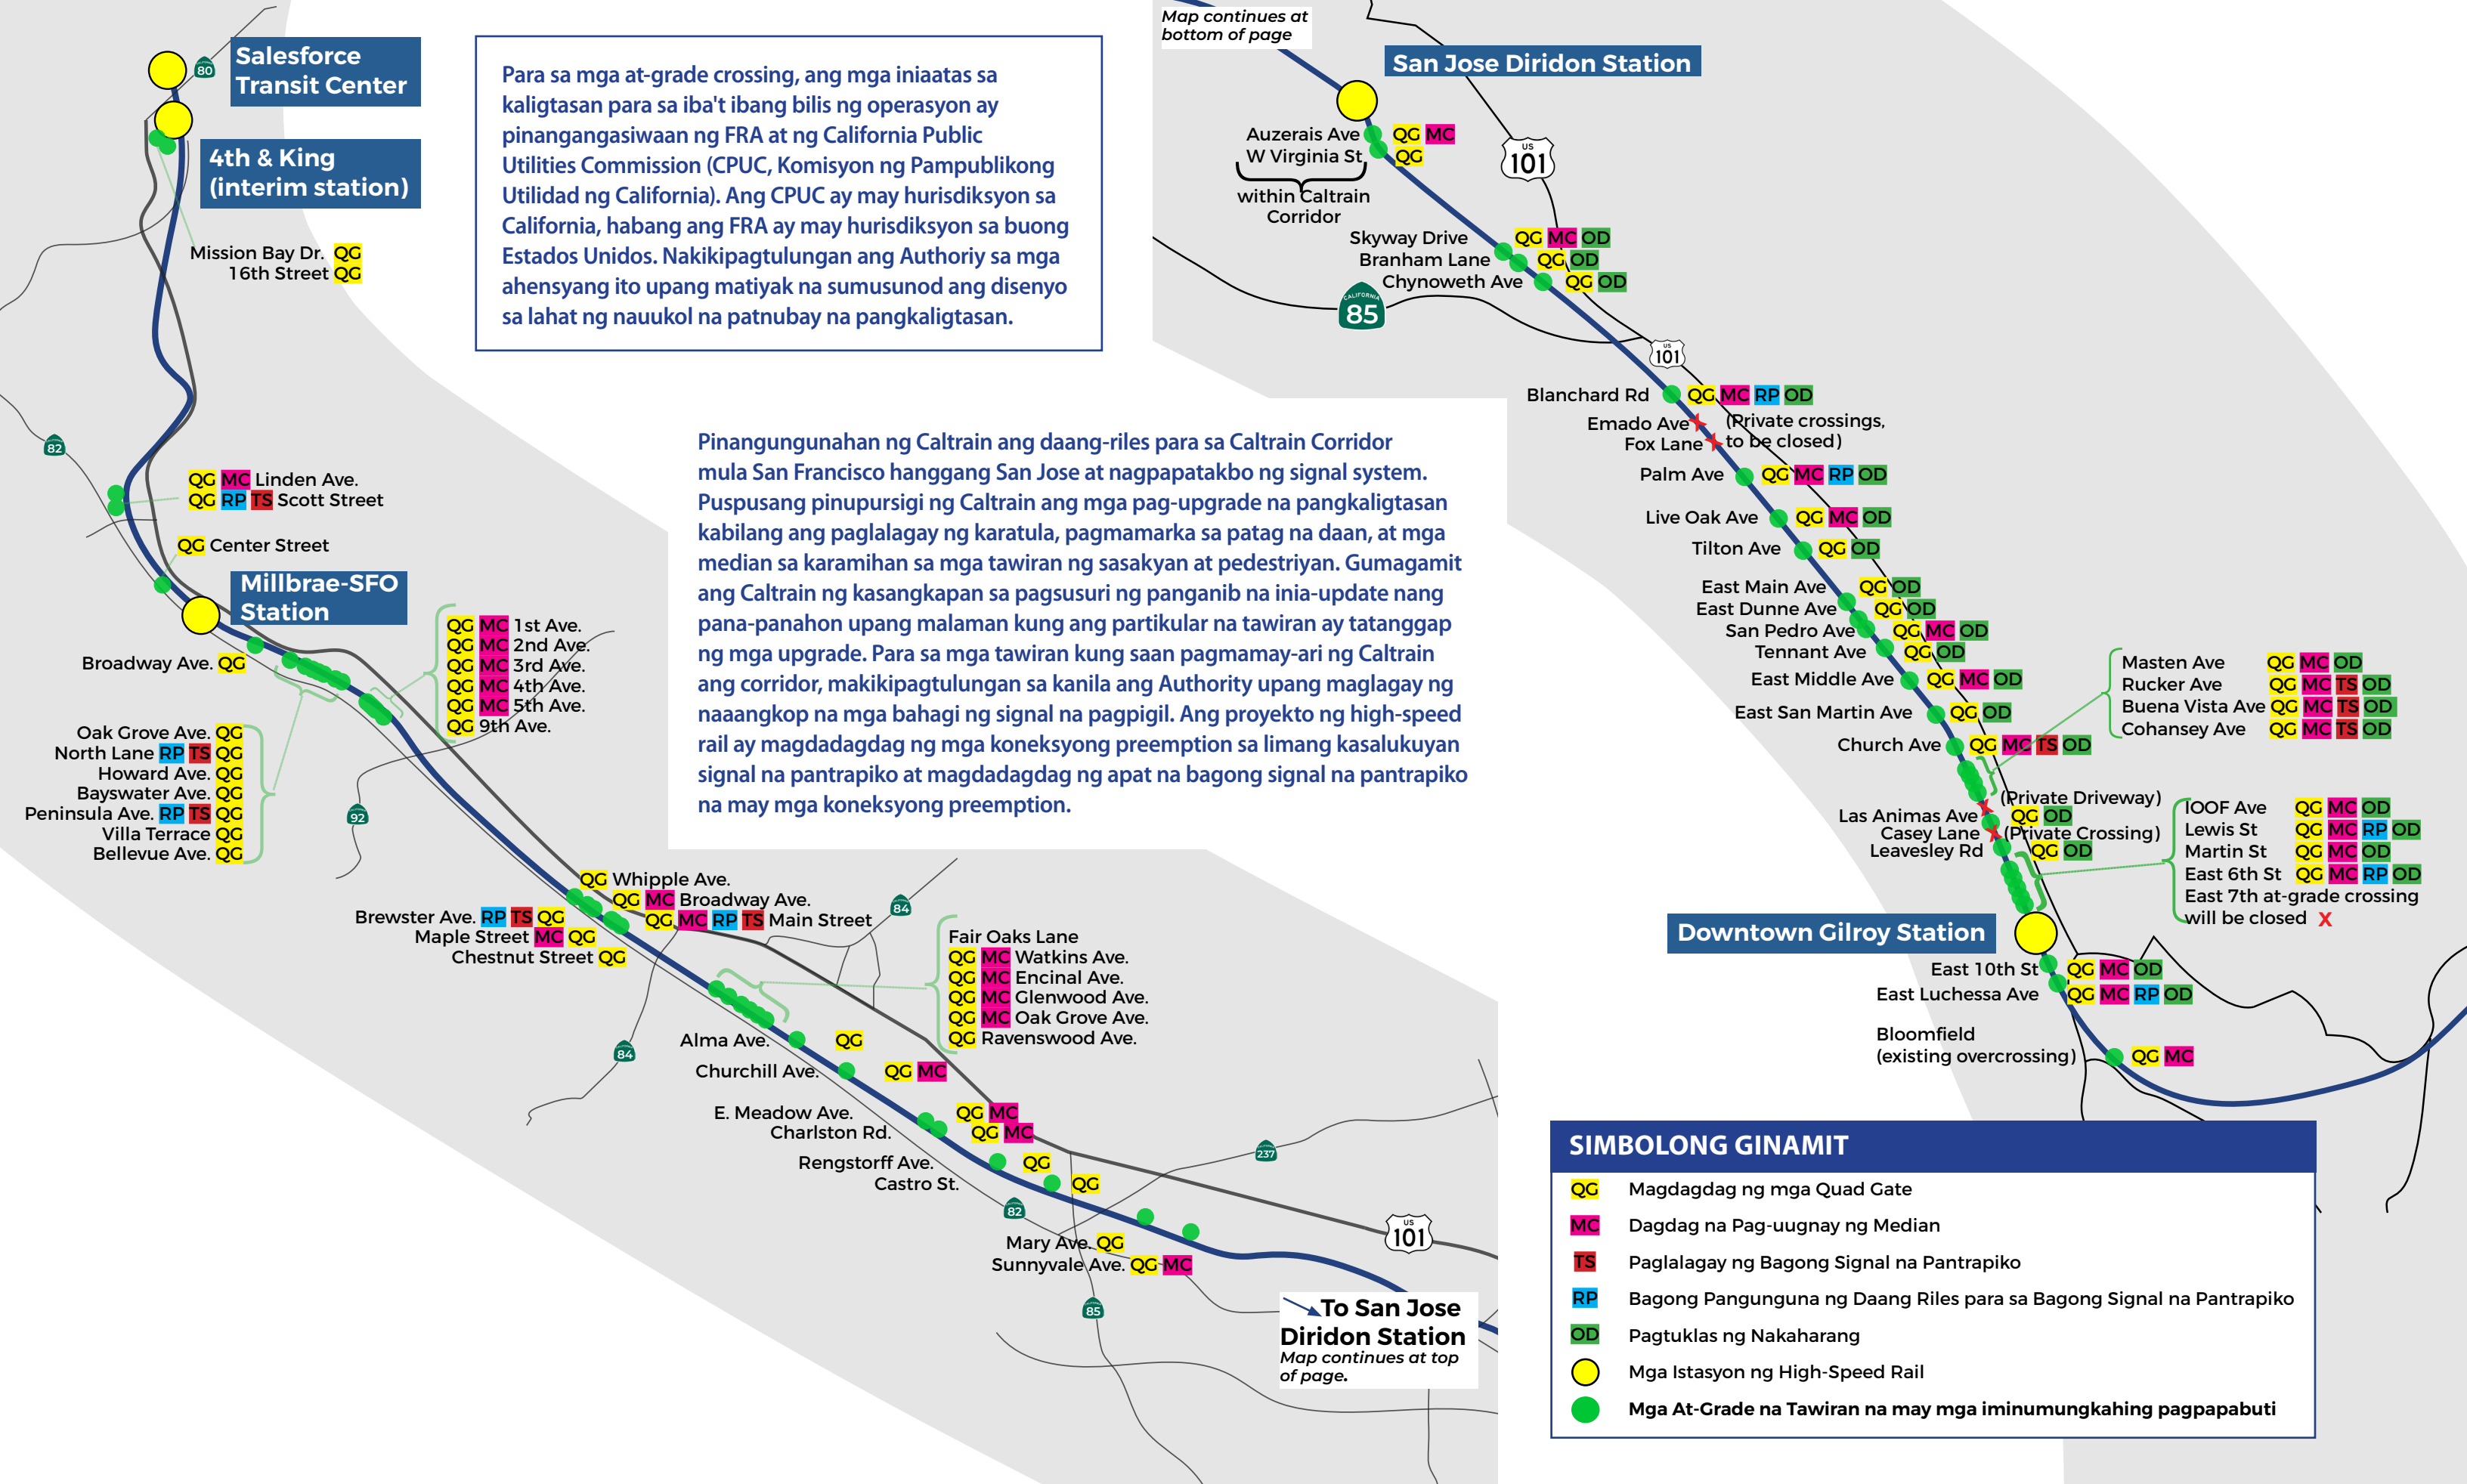 Salesforce
Transit Center
80
4th & King
(interim station)
Mission Bay Dr. QG
16th Street QG
82
QG MC Linden Ave.
QG RP TS Scott Street
QG Center Street
Millbrae-SFO
Station
Broadway Ave. QG
QG MC 1st Ave.
QG MC 2nd Ave.
QG MC 3rd Ave.
QG MC 4th Ave.
QG MC 5th Ave.
QG 9th Ave.
Oak Grove Ave. QG
North Lane RP TS QG
Howard Ave. QG
Bayswater Ave. QG
Peninsula Ave. RP TS QG
Villa Terrace QG
Bellevue Ave. QG
92
Para sa mga at-grade crossing, ang mga iniaatas sa
kaligtasan para sa iba't ibang bilis ng operasyon ay
pinangangasiwaan ng FRA at ng California Public
Utilities Commission (CPUC, Komisyon ng Pampublikong
Utilidad ng California). Ang CPUC ay may hurisdiksyon sa
California, habang ang FRA ay may hurisdiksyon sa buong
Estados Unidos. Nakikipagtulungan ang Authoriy sa mga
ahensyang ito upang matiyak na sumusunod ang disenyo
sa lahat ng nauukol na patnubay na pangkaligtasan.
Pinangungunahan ng Caltrain ang daang-riles para sa Caltrain Corridor
mula San Francisco hanggang San Jose at nagpapatakbo ng signal system.
Puspusang pinupursigi ng Caltrain ang mga pag-upgrade na pangkaligtasan
kabilang ang paglalagay ng karatula, pagmamarka sa patag na daan, at mga
median sa karamihan sa mga tawiran ng sasakyan at pedestriyan. Gumagamit
ang Caltrain ng kasangkapan sa pagsusuri ng panganib na inia-update nang
pana-panahon upang malaman kung ang partikular na tawiran ay tatanggap
ng mga upgrade. Para sa mga tawiran kung saan pagmamay-ari ng Caltrain
ang corridor, makikipagtulungan sa kanila ang Authority upang maglagay ng
naaangkop na mga bahagi ng signal na pagpigil. Ang proyekto ng high-speed
rail ay magdadagdag ng mga koneksyong preemption sa limang kasalukuyan
signal na pantrapiko at magdadagdag ng apat na bagong signal na pantrapiko
na may mga koneksyong preemption.
QG Whipple Ave.
QG MC Broadway Ave.
QG MC RP TS Main Street
Brewster Ave. RP TS QG
Maple Street MC QG
Chestnut Street QG
84
84
Fair Oaks Lane
QG MC Watkins Ave.
QG MC Encinal Ave.
QG MC Glenwood Ave.
QG MC Oak Grove Ave.
QG Ravenswood Ave.
Alma Ave. QG
Churchill Ave. QG MC
E. Meadow Ave. QG MC
Charlston Rd. QG MC
Rengstorff Ave. QG
Castro St. QG
237
82
Mary Ave. QG
Sunnyvale Ave. QG MC
US
101
85
To San Jose
Diridon Station
Map continues at top
of page.
Map continues at
bottom of page
San Jose Diridon Station
Auzerais Ave QG MC
W Virginia St QG
within Caltrain
Corridor
US
101
Skyway Drive QG MC OD
Branham Lane QG OD
Chynoweth Ave QG OD
CALIFORNIA
85
US
101
Blanchard Rd QG MC RP OD
Emado Ave (Private crossings,
Fox Lane to be closed)
Palm Ave QG MC RP OD
Live Oak Ave QG MC OD
Tilton Ave QG OD
East Main Ave QG OD
East Dunne Ave QG OD
San Pedro Ave QG MC OD
Tennant Ave QG OD
East Middle Ave QG MC OD
East San Martin Ave QG OD
Church Ave QG MC TS OD
Masten Ave QG MC OD
Rucker Ave QG MC TS OD
Buena Vista Ave QG MC TS OD
Cohansey Ave QG MC TS OD
(Private Driveway)
Las Animas Ave QG OD
Casey Lane (Private Crossing)
Leavesley Rd QG OD
IOOF Ave QG MC OD
Lewis St QG MC RP OD
Martin St QG MC OD
East 6th St QG MC RP OD
East 7th at-grade crossing
will be closed X
Downtown Gilroy Station
East 10th St QG MC OD
East Luchessa Ave QG MC RP OD
Bloomfield
(existing overcrossing) QG MC
SIMBOLONG GINAMIT
QG Magdagdag ng mga Quad Gate
MC Dagdag na Pag-uugnay ng Median
TS Paglalagay ng Bagong Signal na Pantrapiko
RP Bagong Pangunguna ng Daang Riles para sa Bagong Signal na Pantrapiko
OD Pagtuklas ng Nakaharang
Mga Istasyon ng High-Speed Rail
Mga At-Grade na Tawiran na may mga iminumungkahing pagpapabuti